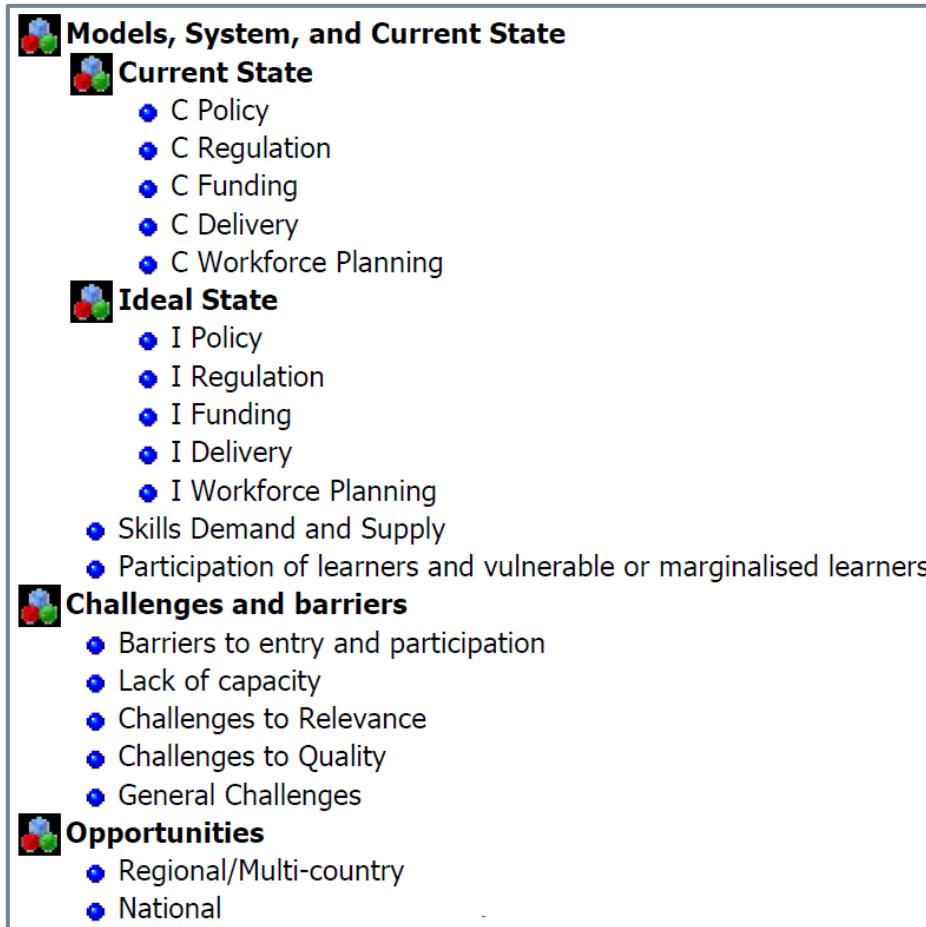 Models, System, and Current State
Current State
C Policy
C Regulation
C Funding
C Delivery
C Workforce Planning
Ideal State
I Policy
I Regulation
I Funding
I Delivery
I Workforce Planning
Skills Demand and Supply
Participation of learners and vulnerable or marginalised learners
Challenges and barriers
Barriers to entry and participation
Lack of capacity
Challenges to Relevance
Challenges to Quality
General Challenges
Opportunities
Regional/Multi-country
National